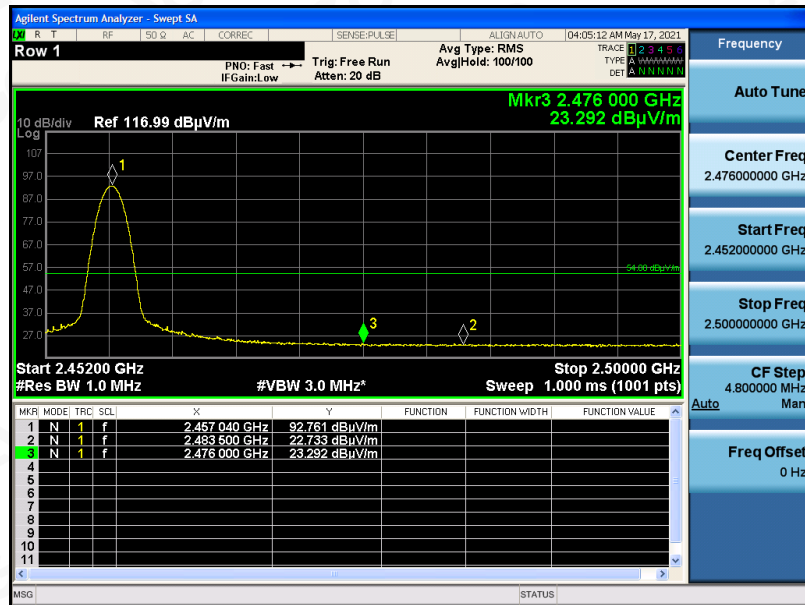 Agilent Spectrum Analyzer - Swept SA
LXI R T RF 50 Ω AC CORREC SENSE:PULSE ALIGN AUTO 04:05:12 AM May 17, 2021
Row 1
PNO: Fast
IFGain:Low
Trig: Free Run
Atten: 20 dB
Avg Type: RMS
Avg|Hold: 100/100
TRACE 1 2 3 4 5 6
TYPE A WWWWW
DET A N N N N N
Mkr3 2.476 000 GHz
23.292 dBµV/m
10 dB/div Ref 116.99 dBµV/m
Log
107
97.0
87.0
77.0
67.0
57.0
47.0
37.0
27.0
1
3
2
54.00 dBµV/m
Start 2.45200 GHz Stop 2.50000 GHz
#Res BW 1.0 MHz #VBW 3.0 MHz* Sweep 1.000 ms (1001 pts)
MKR MODE TRC SCL X Y FUNCTION FUNCTION WIDTH FUNCTION VALUE
1 N 1 f 2.457 040 GHz 92.761 dBµV/m
2 N 1 f 2.483 500 GHz 22.733 dBµV/m
3 N 1 f 2.476 000 GHz 23.292 dBµV/m
4
5
6
7
8
9
10
11
MSG STATUS
Frequency
Auto Tune
Center Freq
2.476000000 GHz
Start Freq
2.452000000 GHz
Stop Freq
2.500000000 GHz
CF Step
4.800000 MHz
Auto Man
Freq Offset
0 Hz